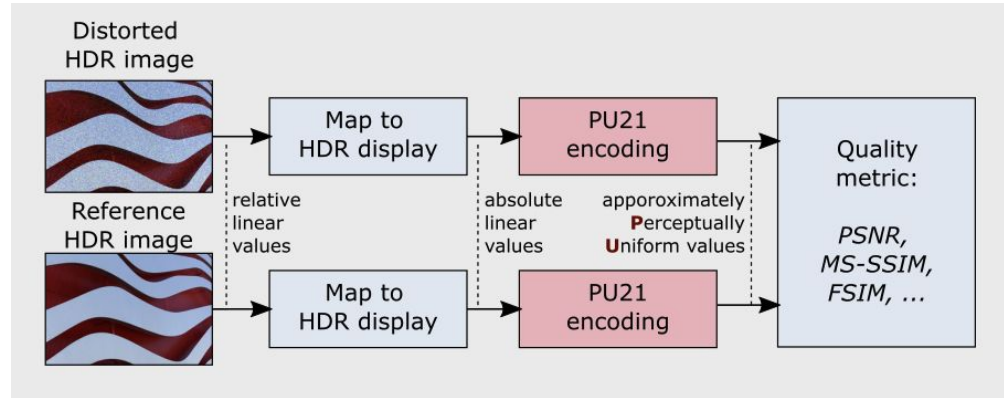 Distorted
HDR image
Map to
HDR display
PU21
encoding
Quality
metric:
PSNR,
MS-SSIM,
FSIM, ...
relative
linear
values
absolute
linear
values
apporoximately
Perceptually
Uniform values
Reference
HDR image
Map to
HDR display
PU21
encoding